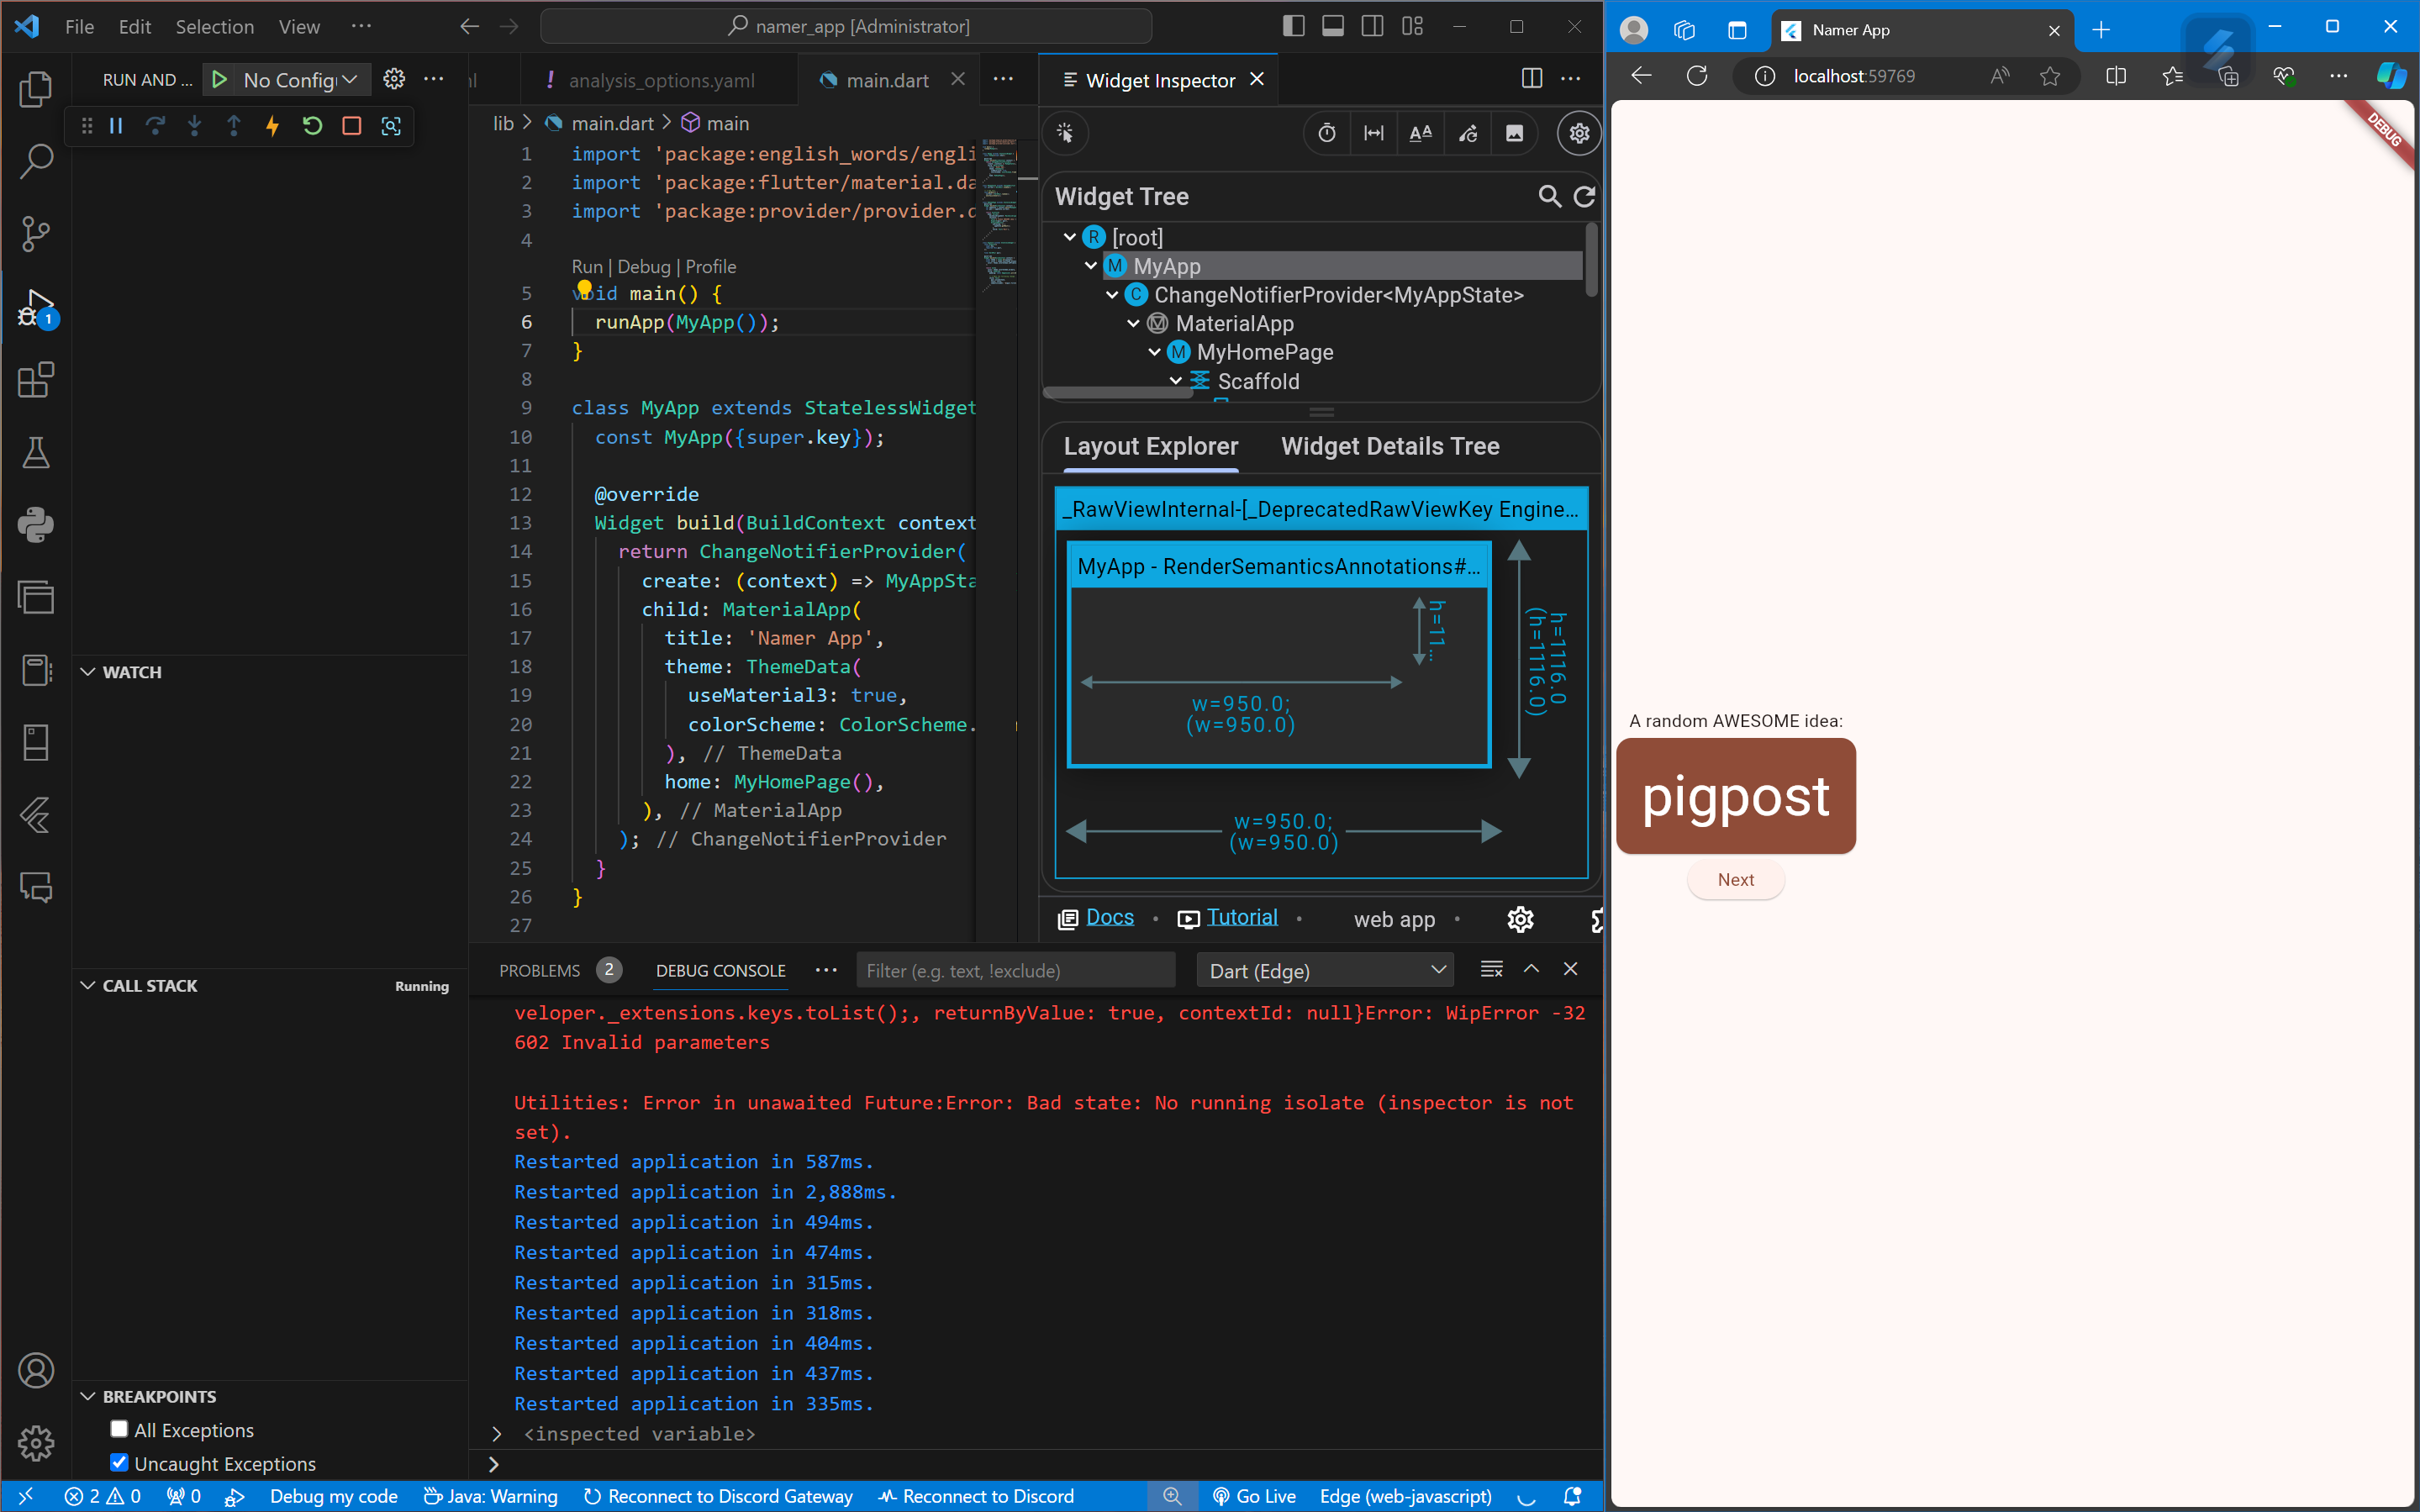 File Edit Selection View ···
namer_app [Administrator]
RUN AND ... No Config
analysis_options.yaml
main.dart
Widget Inspector
lib > main.dart > main
1 import 'package:english_words/engli
2 import 'package:flutter/material.da
3 import 'package:provider/provider.d
4
Run | Debug | Profile
5 void main() {
6 runApp(MyApp());
7 }
8
9 class MyApp extends StatelessWidget
10 const MyApp({super.key});
11
12 @override
13 Widget build(BuildContext context
14 return ChangeNotifierProvider(
15 create: (context) => MyAppSta
16 child: MaterialApp(
17 title: 'Namer App',
18 theme: ThemeData(
19 useMaterial3: true,
20 colorScheme: ColorScheme.
21 ), // ThemeData
22 home: MyHomePage(),
23 ), // MaterialApp
24 ); // ChangeNotifierProvider
25 }
26 }
27
Widget Tree
[root]
MyApp
ChangeNotifierProvider<MyAppState>
MaterialApp
MyHomePage
Scaffold
Layout Explorer Widget Details Tree
_RawViewInternal-[_DeprecatedRawViewKey Engine...
MyApp - RenderSemanticsAnnotations#...
h=11...
w=950.0;
(w=950.0)
h=1116.0
(h=1116.0)
w=950.0;
(w=950.0)
Docs • Tutorial • web app •
WATCH
CALL STACK Running
BREAKPOINTS
All Exceptions
Uncaught Exceptions
1
PROBLEMS 2 DEBUG CONSOLE ··· Filter (e.g. text, !exclude) Dart (Edge)
veloper._extensions.keys.toList();, returnByValue: true, contextId: null}Error: WipError -32
602 Invalid parameters
Utilities: Error in unawaited Future:Error: Bad state: No running isolate (inspector is not
set).
Restarted application in 587ms.
Restarted application in 2,888ms.
Restarted application in 494ms.
Restarted application in 474ms.
Restarted application in 315ms.
Restarted application in 318ms.
Restarted application in 404ms.
Restarted application in 437ms.
Restarted application in 335ms.
> <inspected variable>
>
2 0 0 Debug my code Java: Warning Reconnect to Discord Gateway Reconnect to Discord Go Live Edge (web-javascript)
Namer App
localhost:59769
DEBUG
A random AWESOME idea:
pigpost
Next